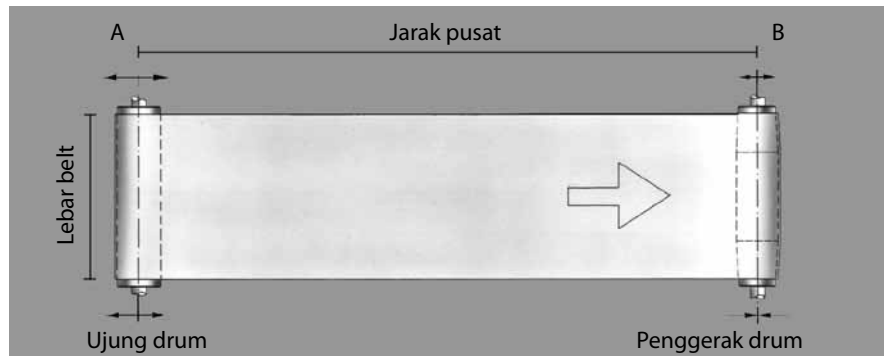 A
Jarak pusat
B
Lebar belt
Ujung drum
Penggerak drum